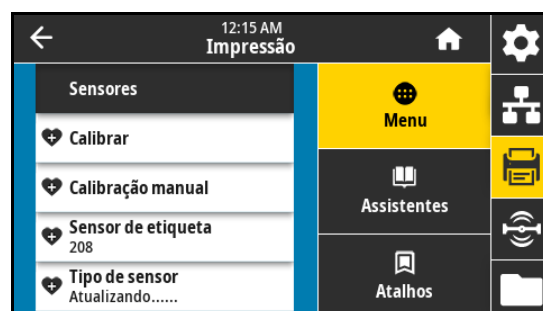 12:15 AM
Impressão
Sensores
Calibrar
Calibração manual
Sensor de etiqueta
208
Tipo de sensor
Atualizando......
Menu
Assistentes
Atalhos